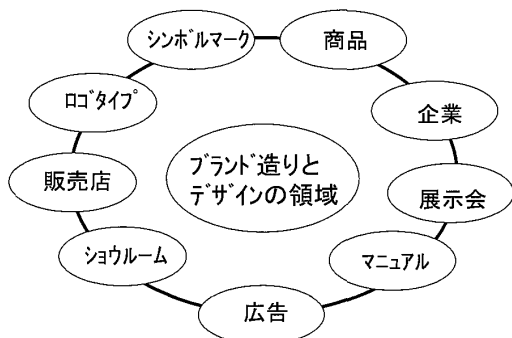 シンボルマーク
商品
ロゴタイプ
企業
ブランド造りと
デザインの領域
販売店
展示会
ショウルーム
マニュアル
広告